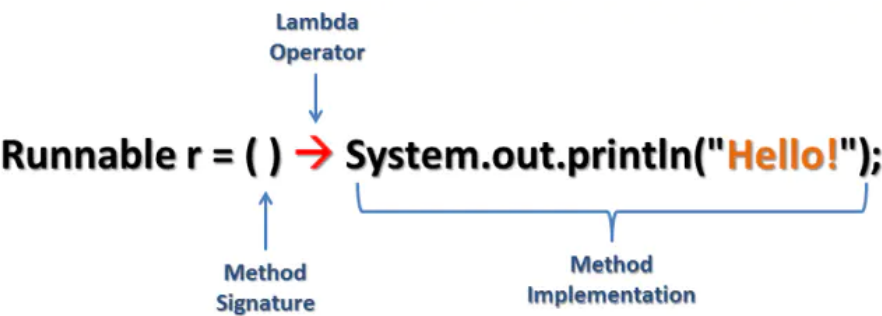 Lambda
Operator
Runnable r = ( ) → System.out.println("Hello!");
Method
Signature
Method
Implementation